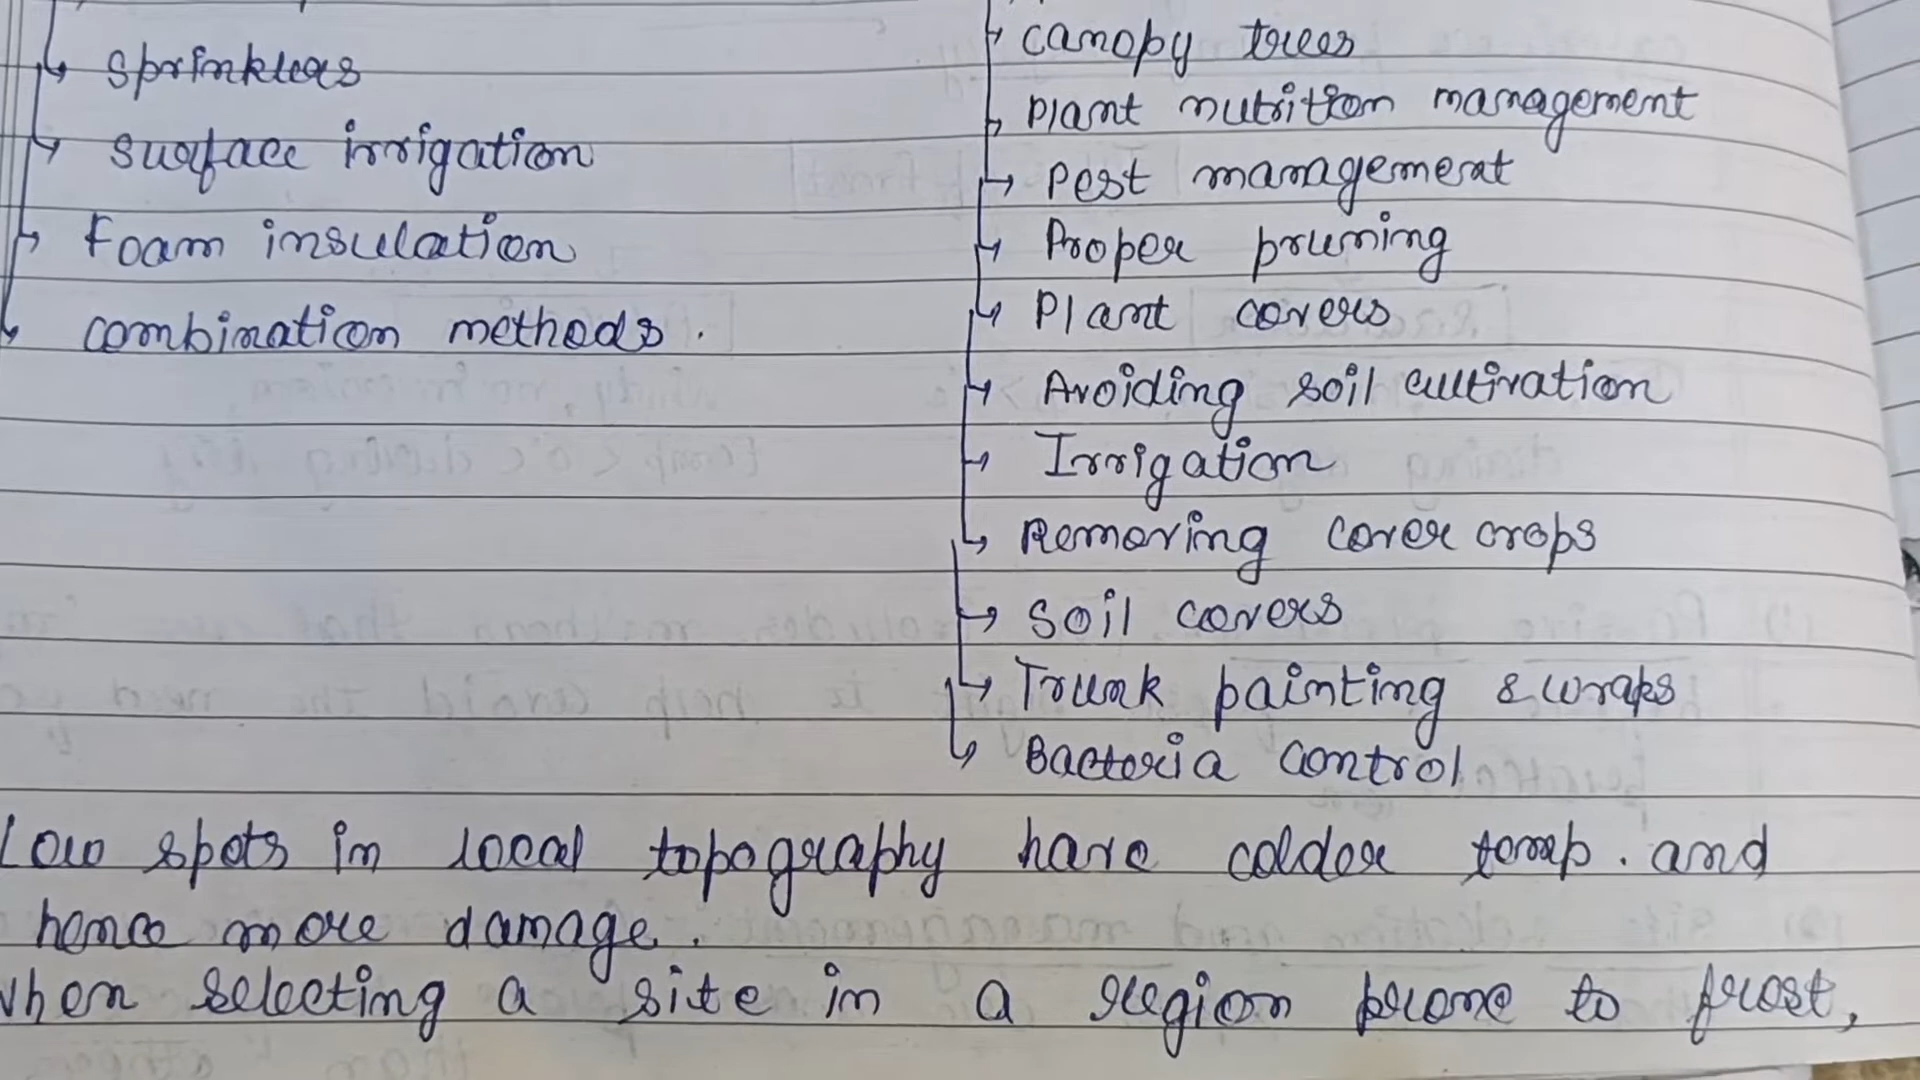 Sprinklers
Surface irrigation
Foam insulation
Combination methods.
Canopy trees
Plant nutrition management
Pest management
Proper pruning
Plant covers
Avoiding soil cultivation
Irrigation
Removing cover crops
Soil covers
Trunk painting & wraps
Bacteria control
Low spots in local topography have colder temp. and
hence more damage.
when selecting a site in a region prone to frost,